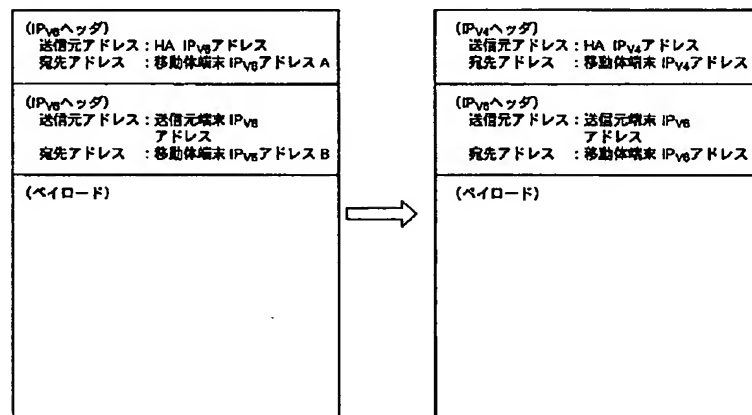 (IPV6ヘッダ)
送信元アドレス：HA IPV6アドレス
宛先アドレス ：移動体端末 IPV6アドレス A
(IPV6ヘッダ)
送信元アドレス：送信元端末 IPV6
アドレス
宛先アドレス ：移動体端末 IPV6アドレス B
(ペイロード)
(IPV4ヘッダ)
送信元アドレス：HA IPV4アドレス
宛先アドレス ：移動体端末 IPV4アドレス
(IPV6ヘッダ)
送信元アドレス：送信元端末 IPV6
アドレス
宛先アドレス ：移動体端末 IPV6アドレス
(ペイロード)